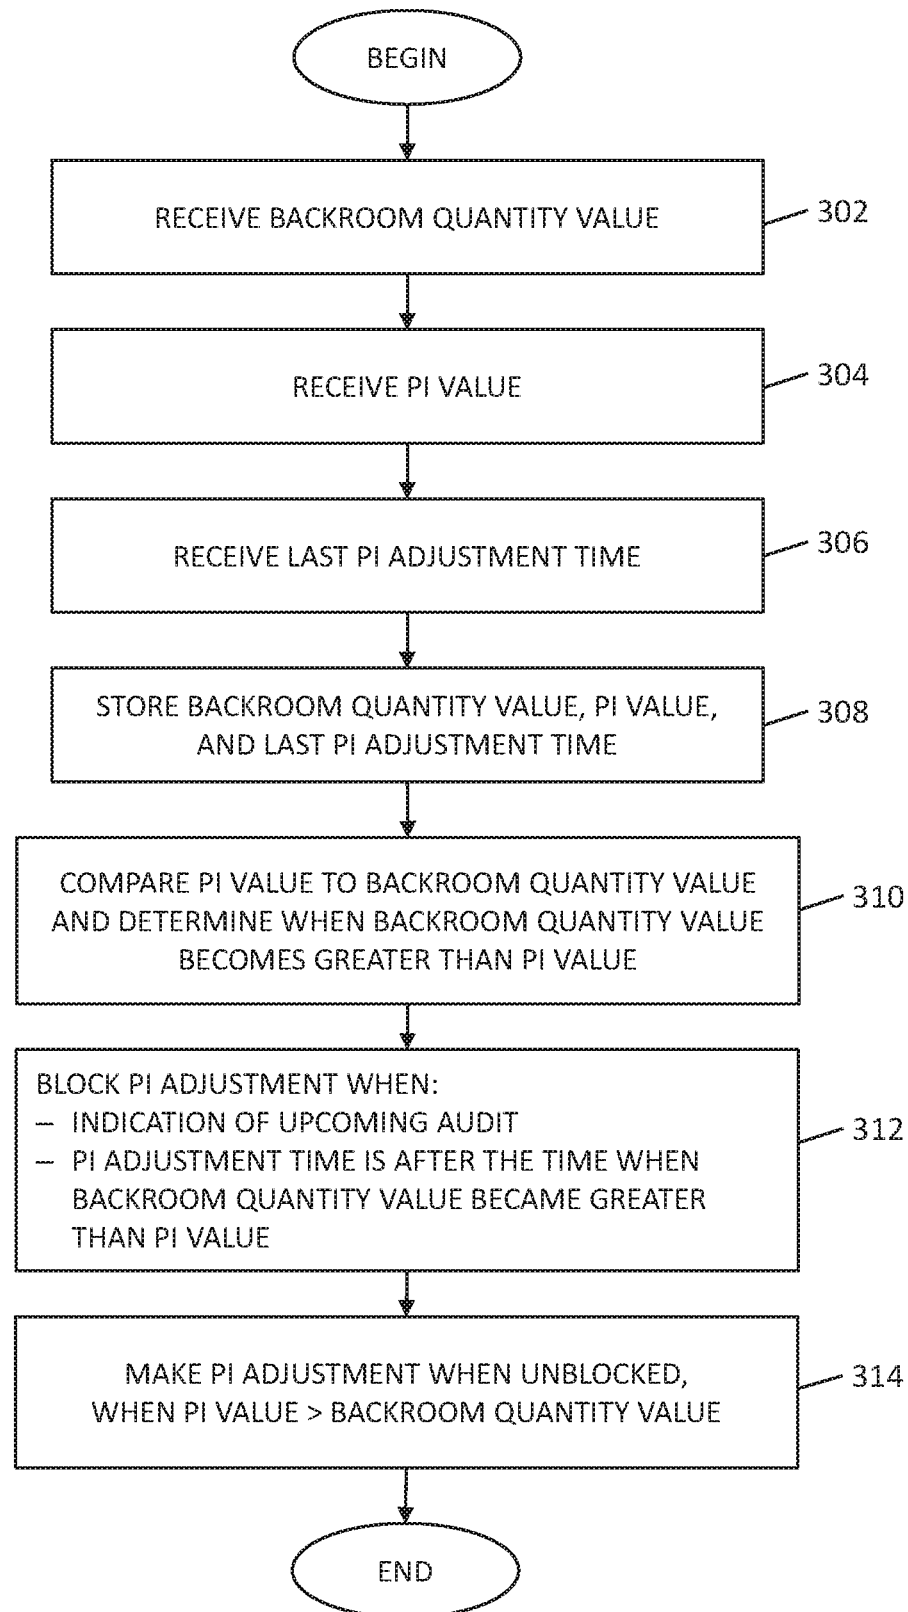 BEGIN
RECEIVE BACKROOM QUANTITY VALUE
302
RECEIVE PI VALUE
304
RECEIVE LAST PI ADJUSTMENT TIME
306
STORE BACKROOM QUANTITY VALUE, PI VALUE,
AND LAST PI ADJUSTMENT TIME
308
COMPARE PI VALUE TO BACKROOM QUANTITY VALUE
AND DETERMINE WHEN BACKROOM QUANTITY VALUE
BECOMES GREATER THAN PI VALUE
310
BLOCK PI ADJUSTMENT WHEN:
– INDICATION OF UPCOMING AUDIT
– PI ADJUSTMENT TIME IS AFTER THE TIME WHEN
BACKROOM QUANTITY VALUE BECAME GREATER
THAN PI VALUE
312
MAKE PI ADJUSTMENT WHEN UNBLOCKED,
WHEN PI VALUE > BACKROOM QUANTITY VALUE
314
END